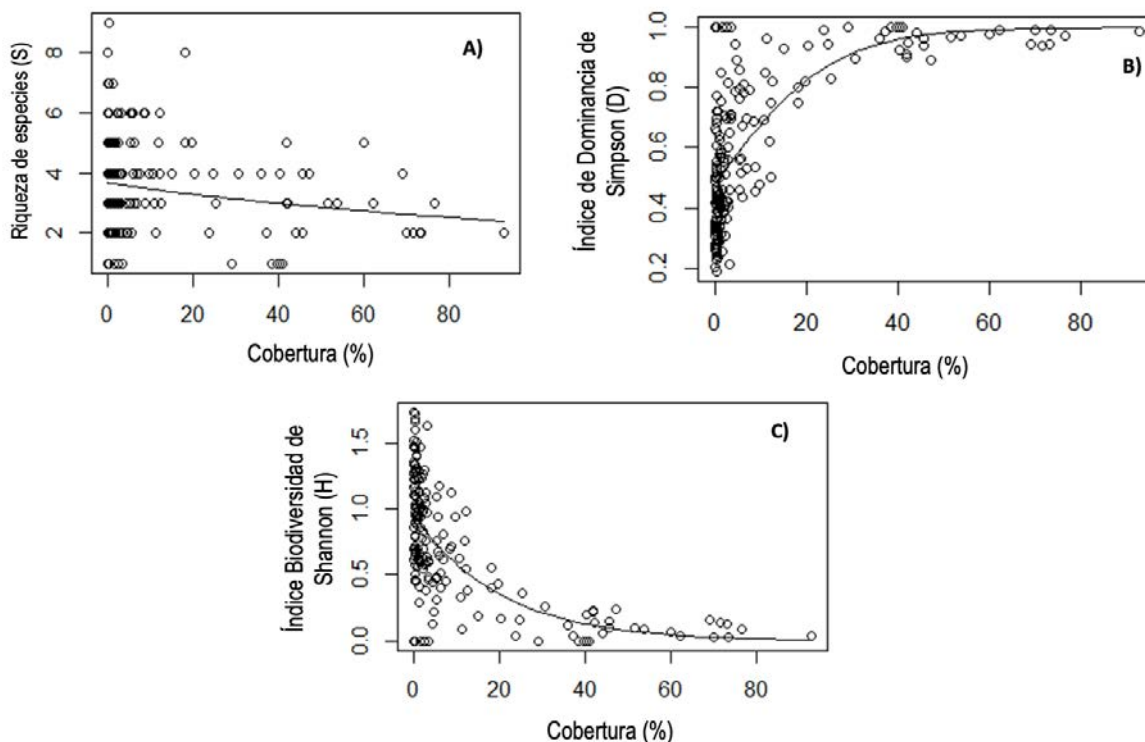 A)
Riqueza de especies (S)
8
6
4
2
0 20 40 60 80
Cobertura (%)
B)
Índice de Dominancia de
Simpson (D)
1.0
0.8
0.6
0.4
0.2
0 20 40 60 80
Cobertura (%)
C)
Índice Biodiversidad de
Shannon (H)
1.5
1.0
0.5
0.0
0 20 40 60 80
Cobertura (%)